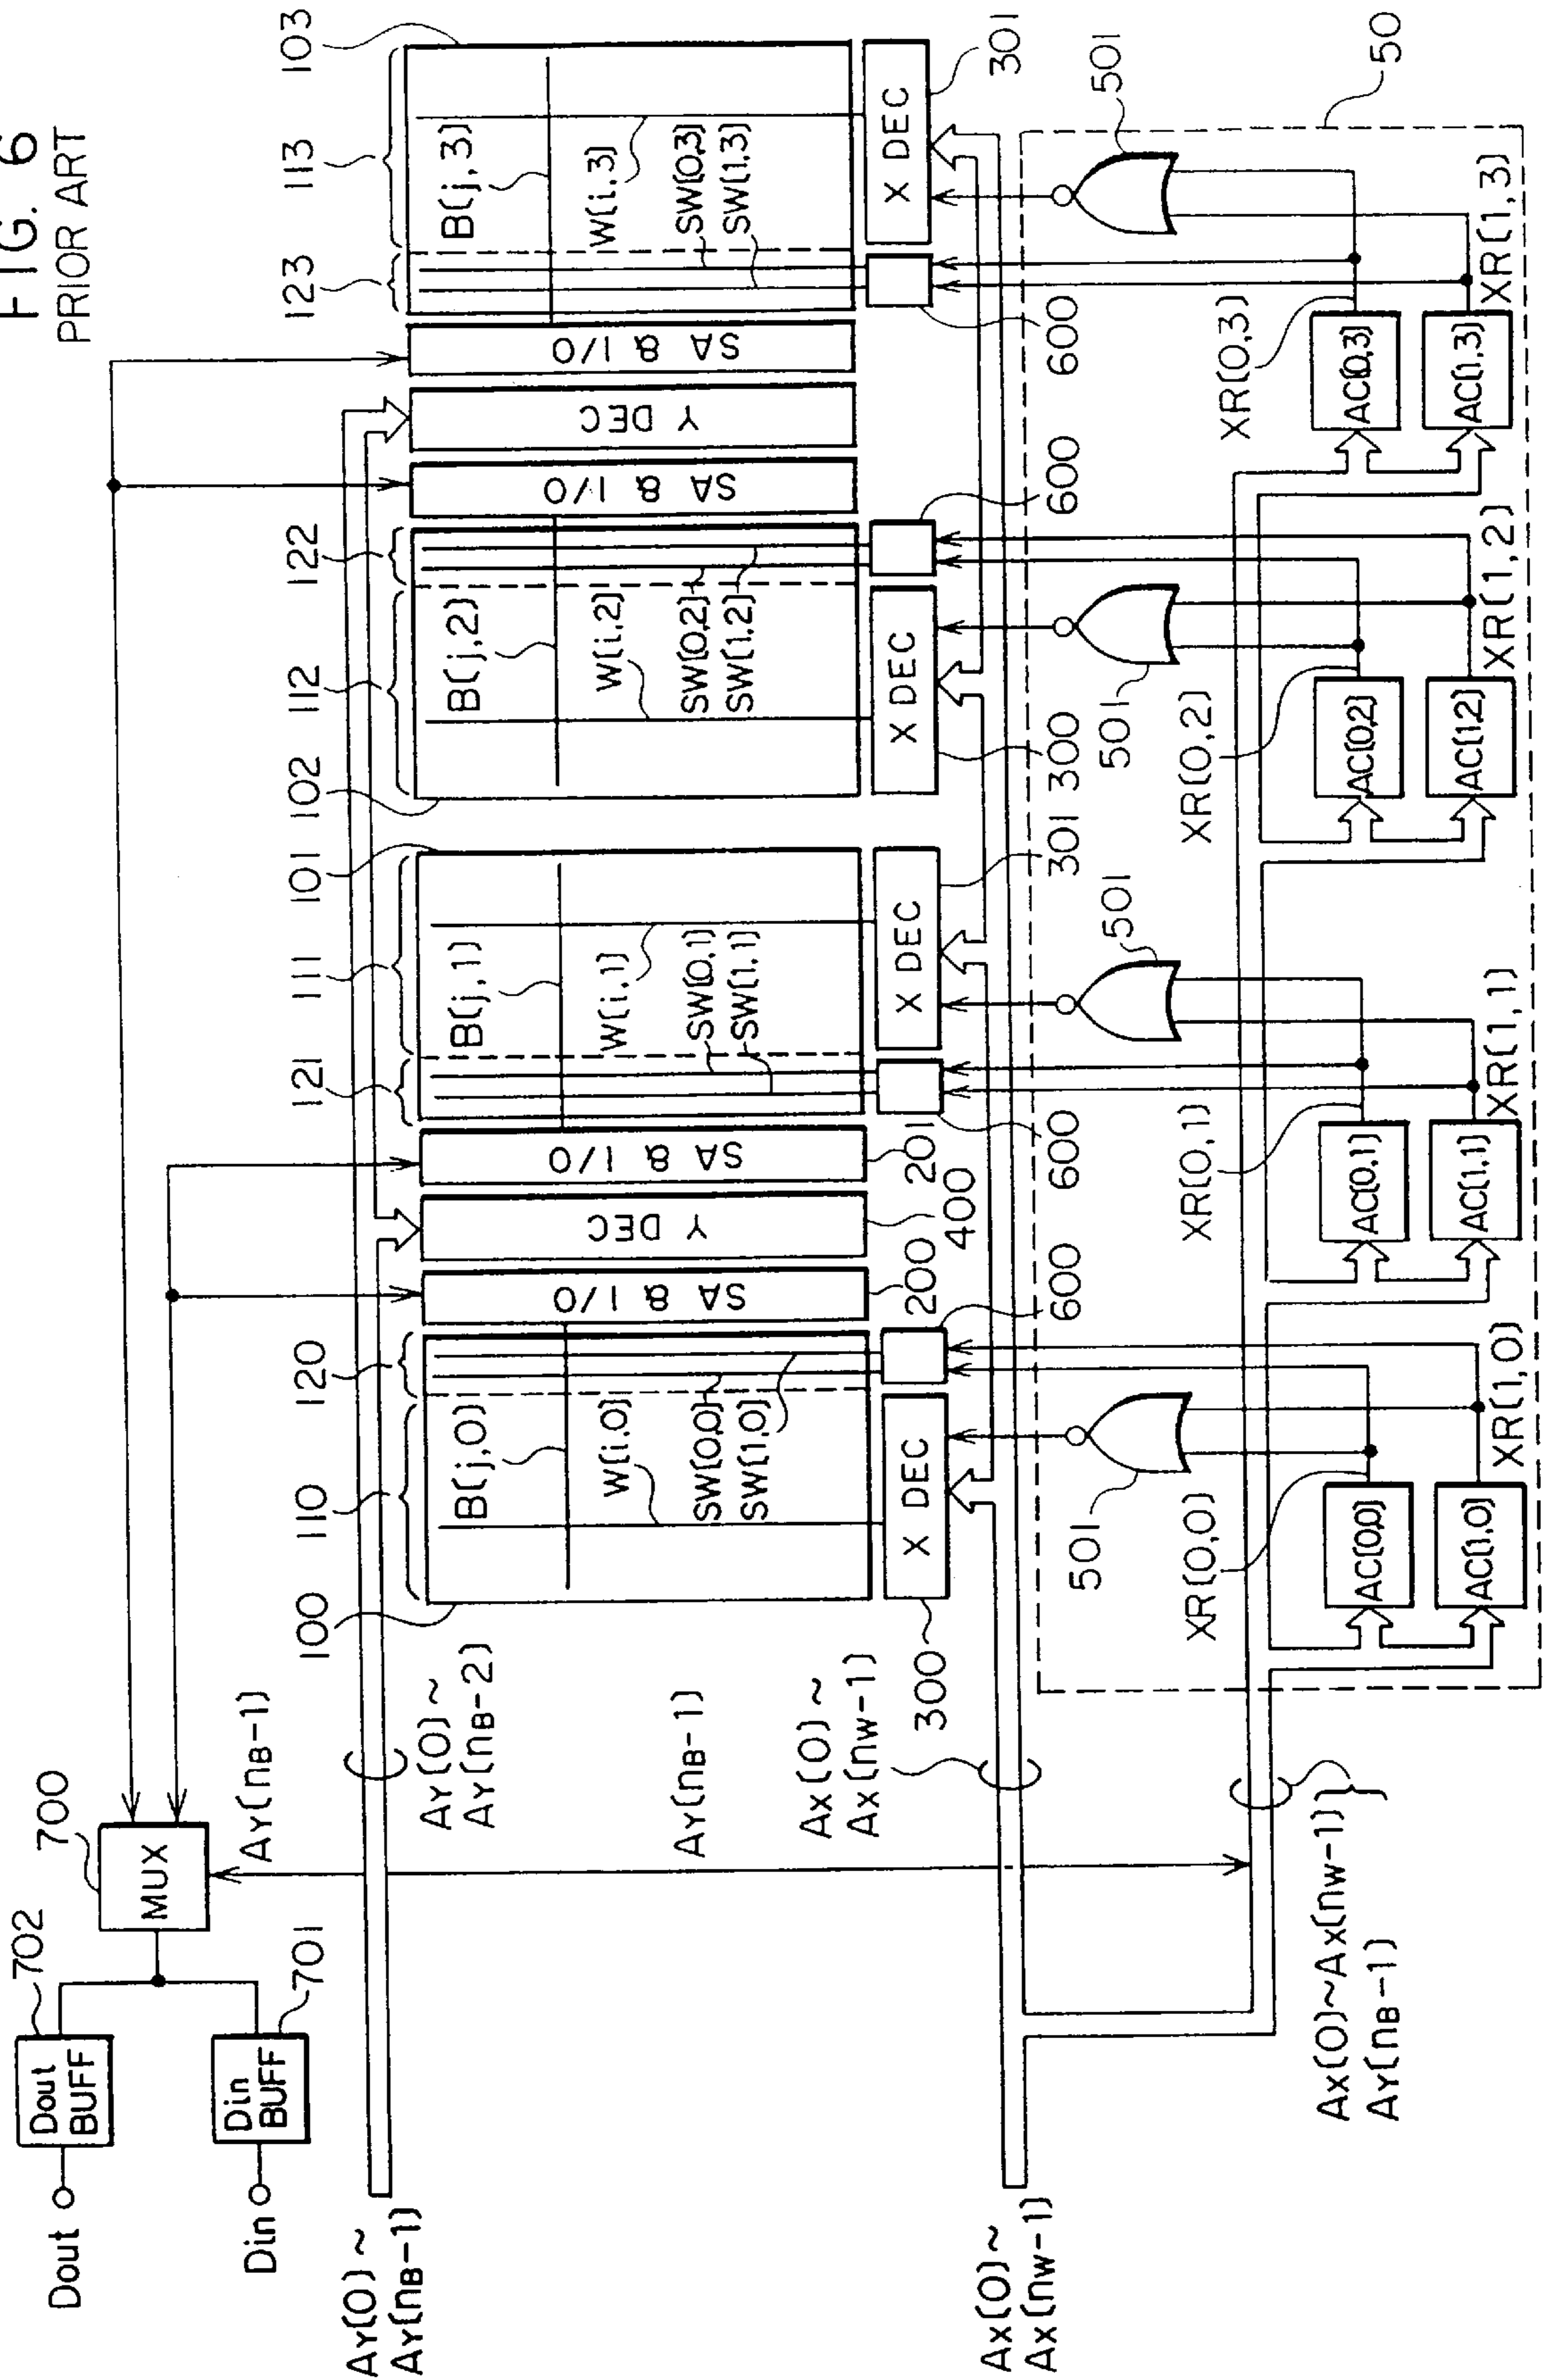 FIG. 6
PRIOR ART
Dout
Dout
BUFF
702
Din
Din
BUFF
701
MUX
700
AY(nB-1)
AY(0)~
AY(nB-1)
AY(0)~
AY(nB-2)
AY(nB-1)
AX(0)~
AX(nW-1)
AX(0)~
AX(nW-1)
AX(0)~AX(nW-1)
AY(nB-1)
100
110
120
B(j,0)
W(i,0)
SW(0,0)
SW(1,0)
X DEC
300
600
SA & I/O
200
Y DEC
400
SA & I/O
201
121
111
101
B(j,1)
W(i,1)
SW(0,1)
SW(1,1)
X DEC
301
600
102
112
122
B(j,2)
W(i,2)
SW(0,2)
SW(1,2)
X DEC
300
600
SA & I/O
Y DEC
SA & I/O
123
113
103
B(j,3)
W(i,3)
SW(0,3)
SW(1,3)
X DEC
301
600
50
501
501
501
501
XR(0,0)
AC(0,0)
AC(1,0)
XR(1,0)
XR(0,1)
AC(0,1)
AC(1,1)
XR(1,1)
XR(0,2)
AC(0,2)
AC(1,2)
XR(1,2)
XR(0,3)
AC(0,3)
AC(1,3)
XR(1,3)